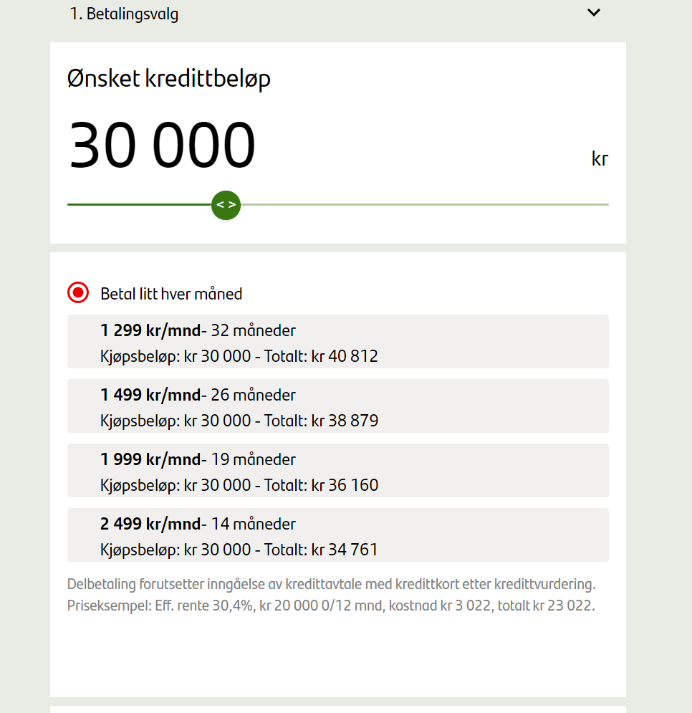 1. Betalingsvalg
Ønsket kredittbeløp
30 000
kr
< >
Betal litt hver måned
1 299 kr/mnd- 32 måneder
Kjøpsbeløp: kr 30 000 - Totalt: kr 40 812
1 499 kr/mnd- 26 måneder
Kjøpsbeløp: kr 30 000 - Totalt: kr 38 879
1 999 kr/mnd- 19 måneder
Kjøpsbeløp: kr 30 000 - Totalt: kr 36 160
2 499 kr/mnd- 14 måneder
Kjøpsbeløp: kr 30 000 - Totalt: kr 34 761
Delbetaling forutsetter inngåelse av kredittavtale med kredittkort etter kredittvurdering.
Priseksempel: Eff. rente 30,4%, kr 20 000 0/12 mnd, kostnad kr 3 022, totalt kr 23 022.